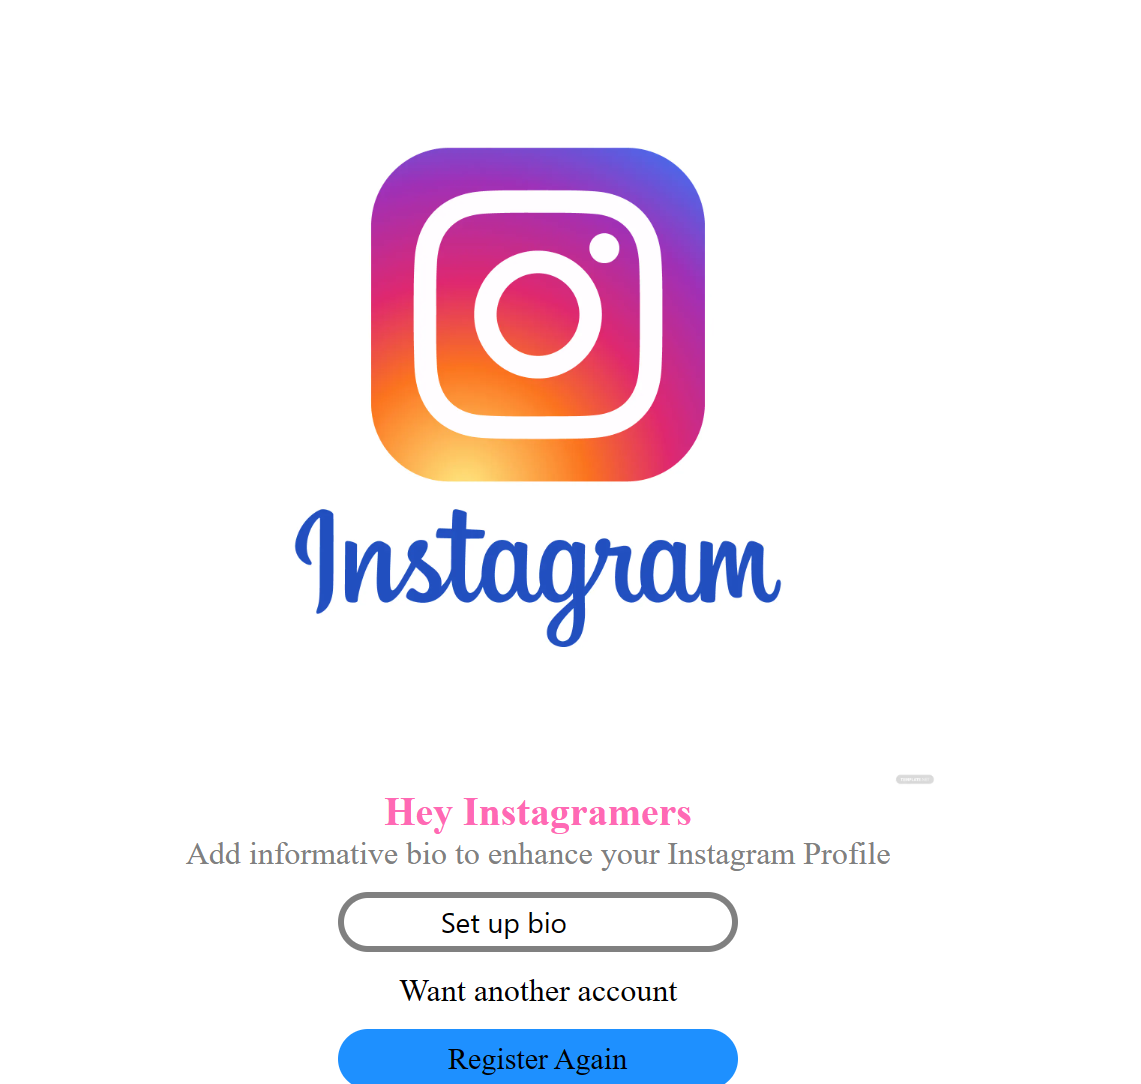 Instagram
Hey Instagramers
Add informative bio to enhance your Instagram Profile
Set up bio
Want another account
Register Again